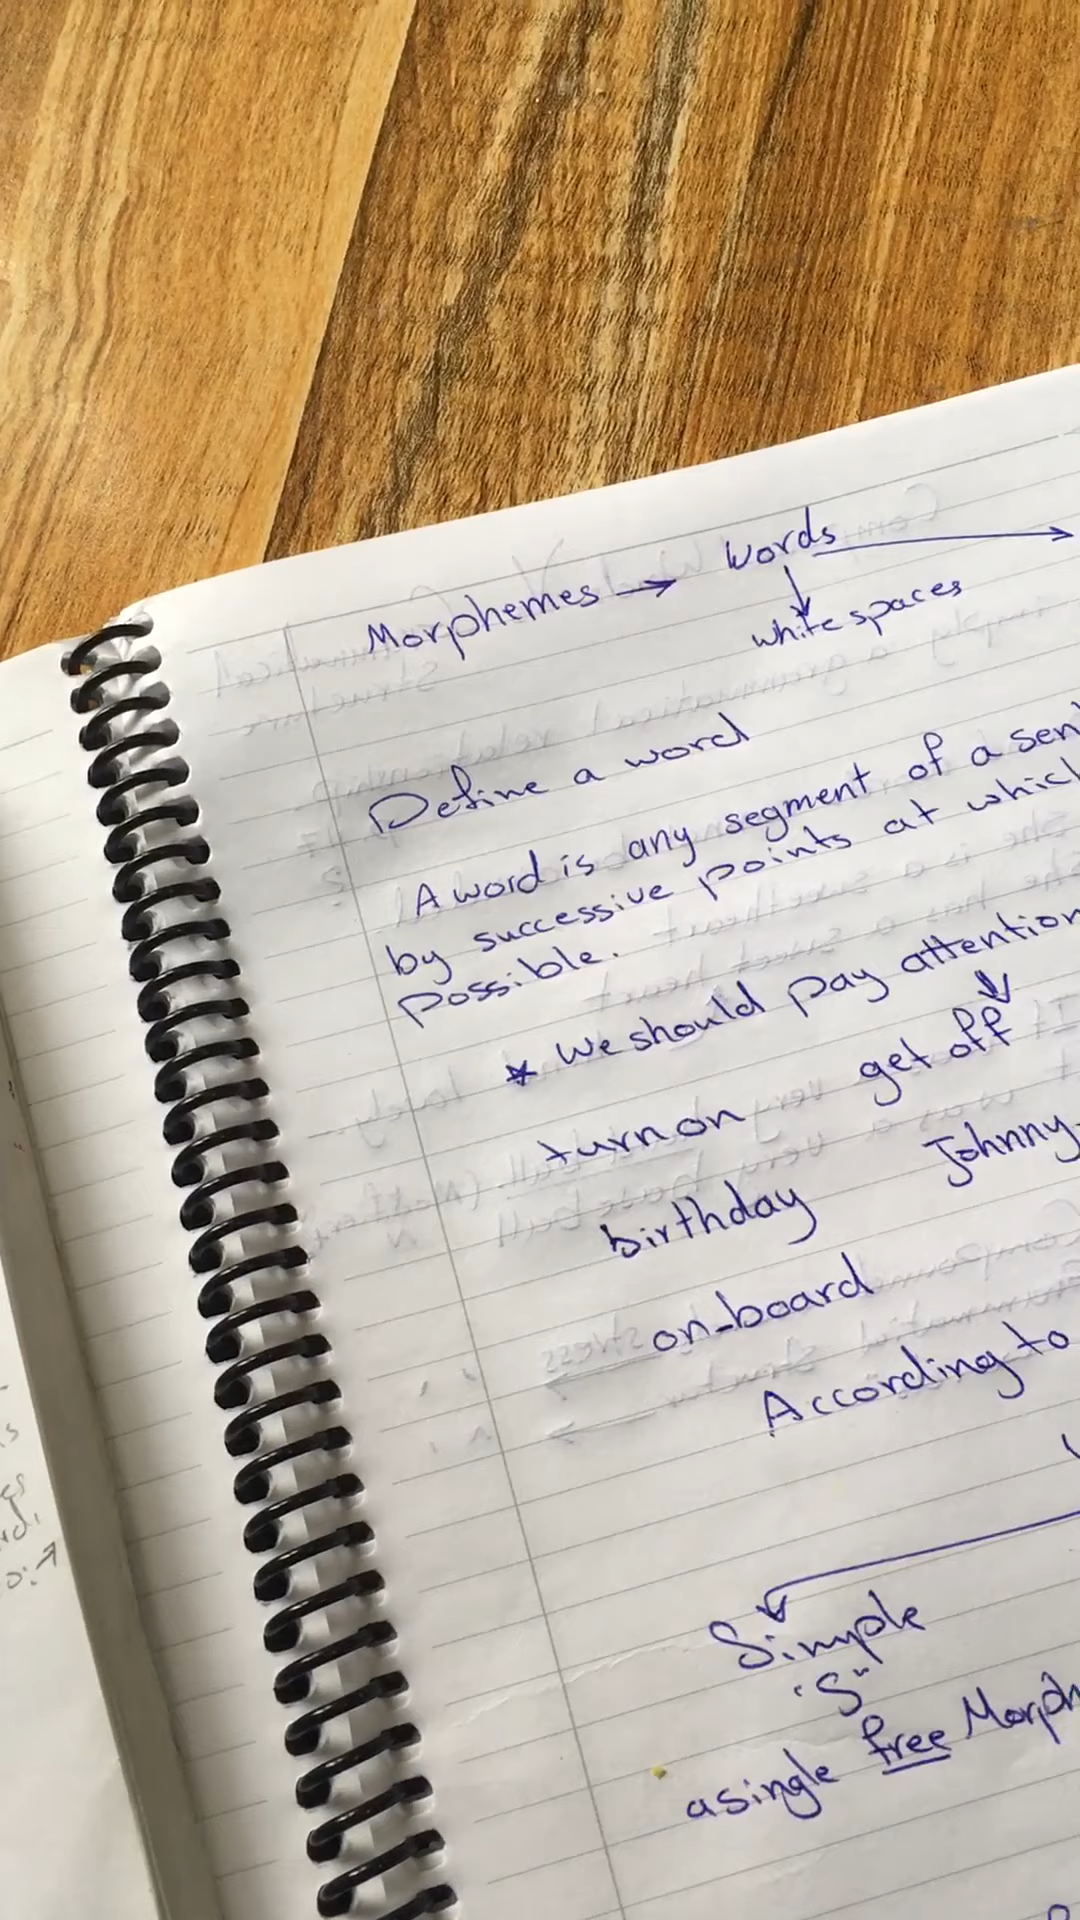 Morphemes → words →
↓
white spaces
Define a word
A word is any segment of a sen
by successive points at which
possible.
* We should pay attention
turn on get off
birthday Johnny
on-board
According to
Simple
"S"
a single free Morph